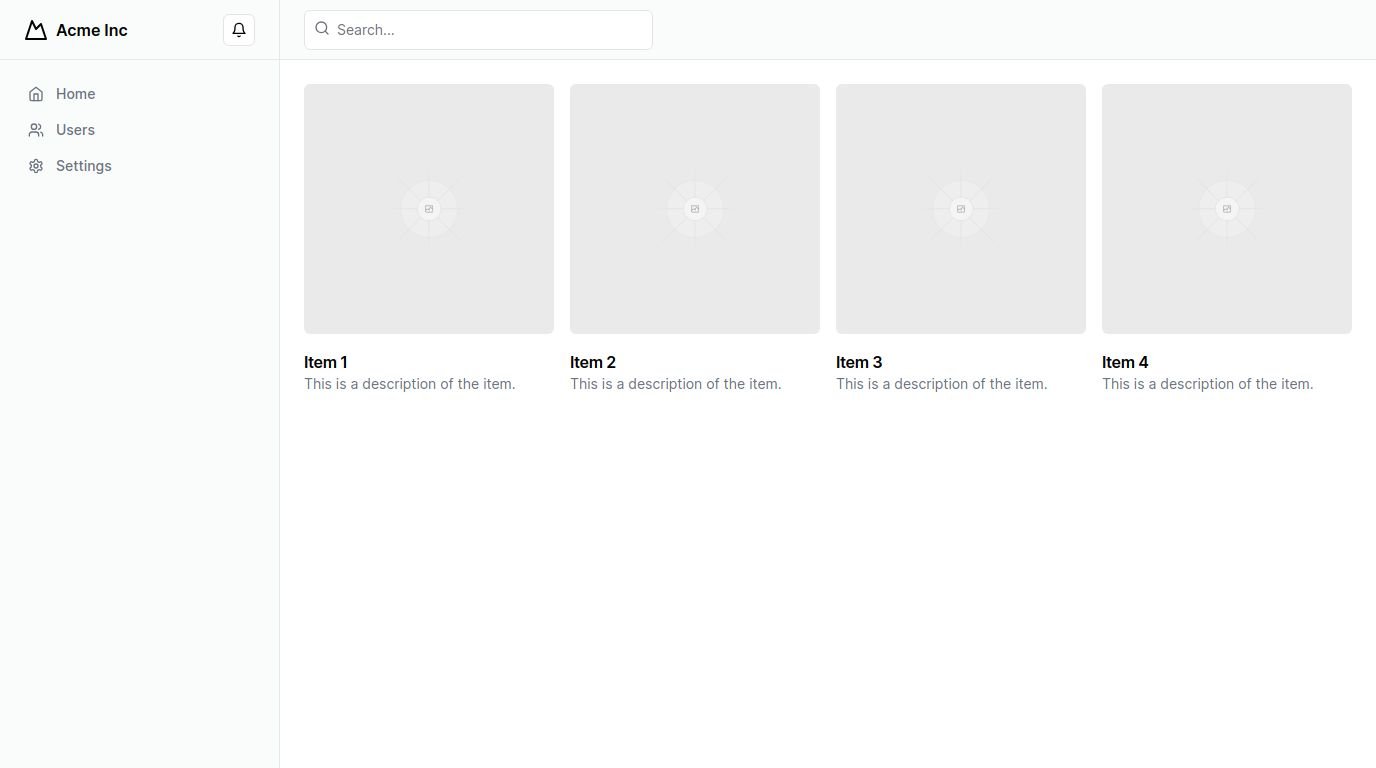 Acme Inc
Search...
Home
Users
Settings
Item 1
This is a description of the item.
Item 2
This is a description of the item.
Item 3
This is a description of the item.
Item 4
This is a description of the item.